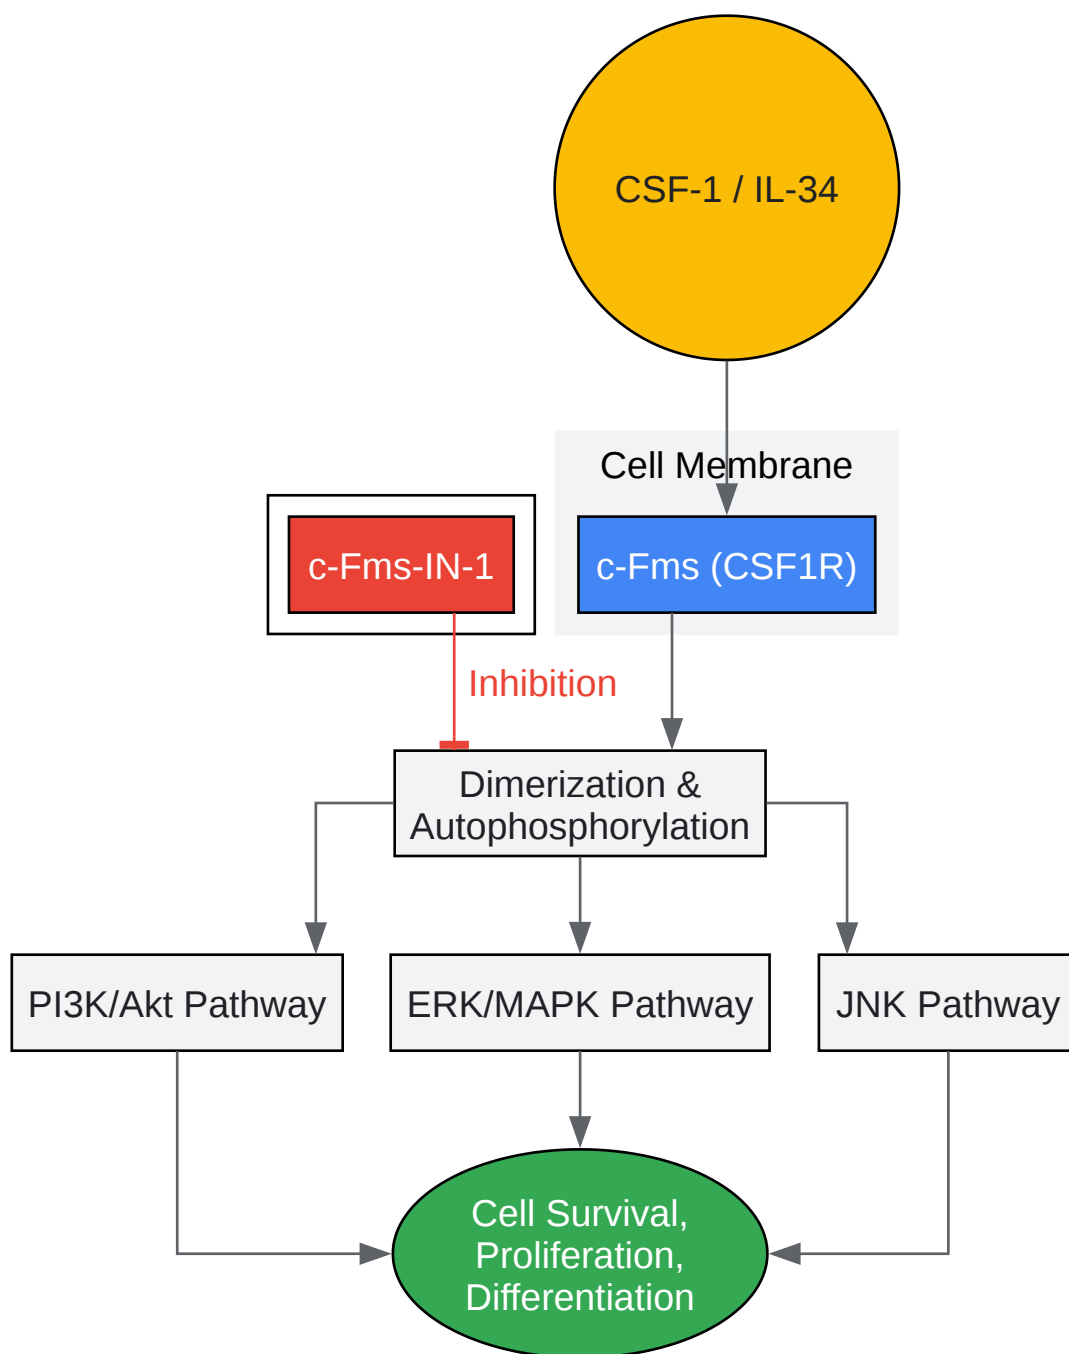 CSF-1 / IL-34
Cell Membrane
c-Fms-IN-1
c-Fms (CSF1R)
Inhibition
Dimerization &
Autophosphorylation
PI3K/Akt Pathway
ERK/MAPK Pathway
JNK Pathway
Cell Survival,
Proliferation,
Differentiation